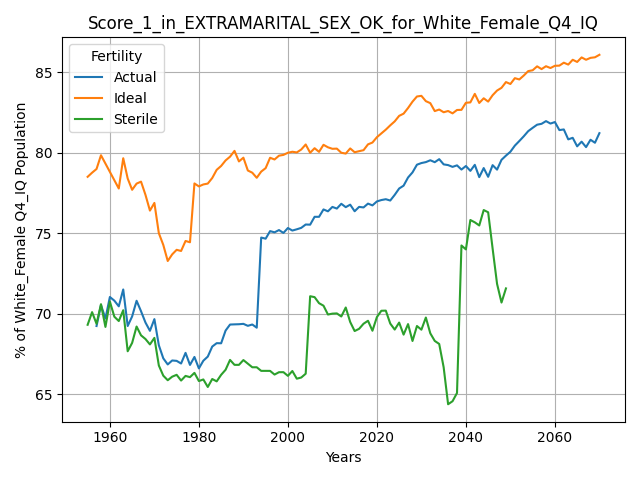 Score_1_in_EXTRAMARITAL_SEX_OK_for_White_Female_Q4_IQ
Fertility
Actual
Ideal
Sterile
% of White_Female Q4_IQ Population
85
80
75
70
65
1960
1980
2000
2020
2040
2060
Years